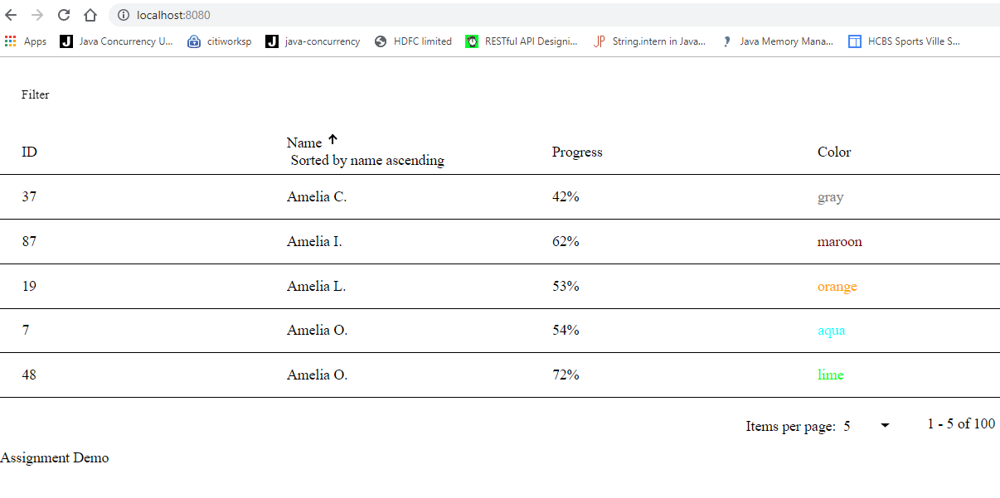 localhost:8080
Apps Java Concurrency U... citiworksp java-concurrency HDFC limited RESTful API Designi... String.intern in Java... Java Memory Mana... HCBS Sports Ville S...
Filter
ID Name Progress Color
Sorted by name ascending
37 Amelia C. 42% gray
87 Amelia I. 62% maroon
19 Amelia L. 53% orange
7 Amelia O. 54% aqua
48 Amelia O. 72% lime
Items per page: 5 1 - 5 of 100
Assignment Demo